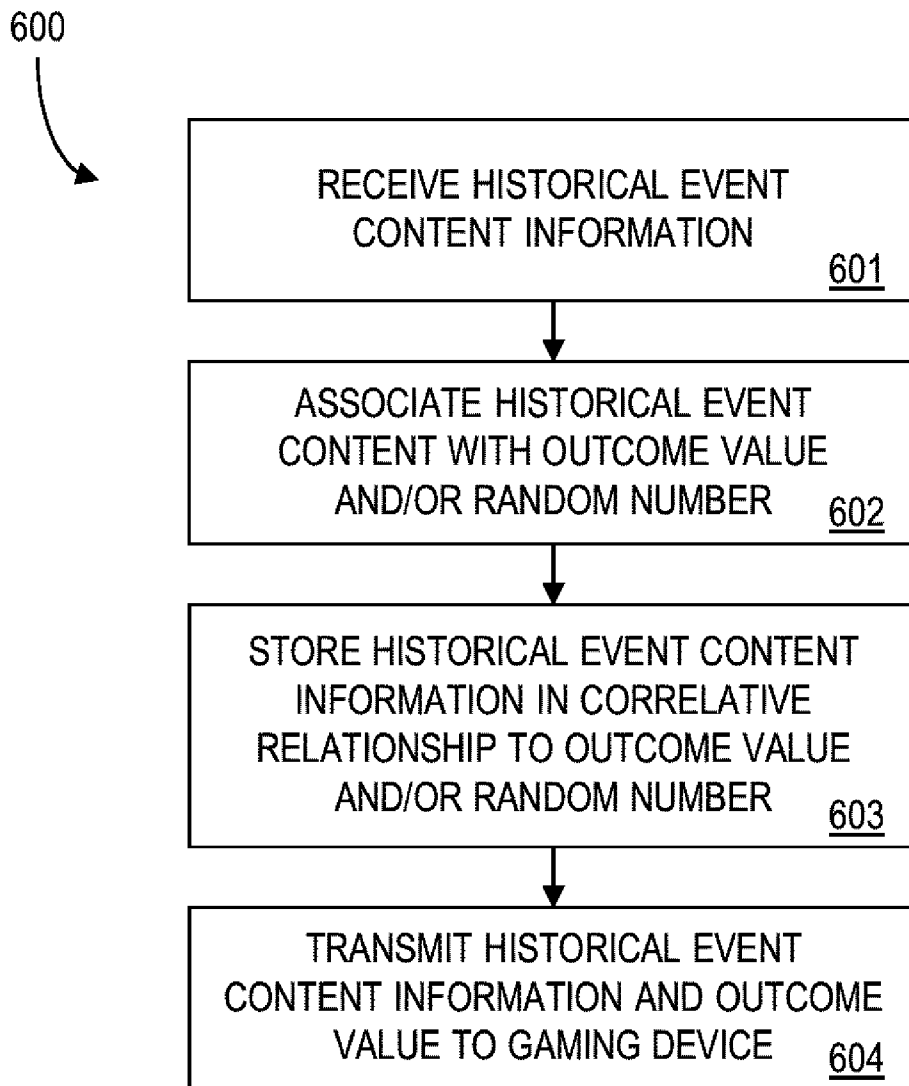 600
RECEIVE HISTORICAL EVENT
CONTENT INFORMATION
601
ASSOCIATE HISTORICAL EVENT
CONTENT WITH OUTCOME VALUE
AND/OR RANDOM NUMBER
602
STORE HISTORICAL EVENT CONTENT
INFORMATION IN CORRELATIVE
RELATIONSHIP TO OUTCOME VALUE
AND/OR RANDOM NUMBER
603
TRANSMIT HISTORICAL EVENT
CONTENT INFORMATION AND OUTCOME
VALUE TO GAMING DEVICE
604